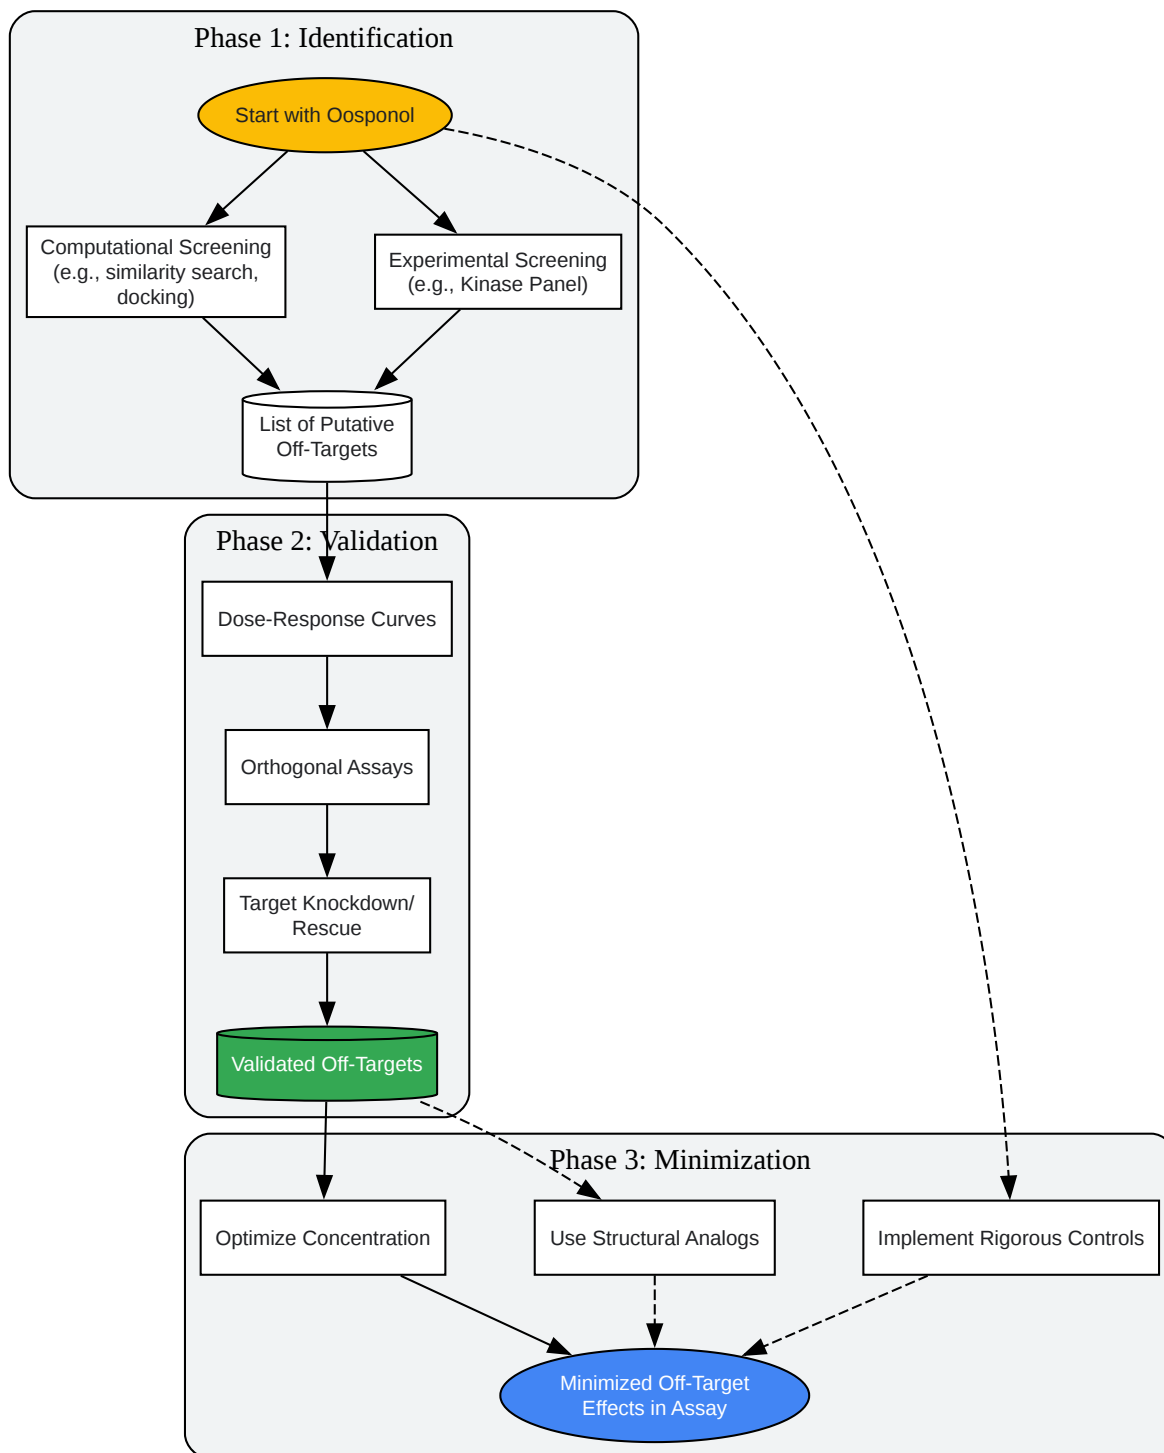 Phase 1: Identification
Start with Oosponol
Computational Screening
(e.g., similarity search,
docking)
Experimental Screening
(e.g., Kinase Panel)
List of Putative
Off-Targets
Phase 2: Validation
Dose-Response Curves
Orthogonal Assays
Target Knockdown/
Rescue
Validated Off-Targets
Phase 3: Minimization
Optimize Concentration
Use Structural Analogs
Implement Rigorous Controls
Minimized Off-Target
Effects in Assay